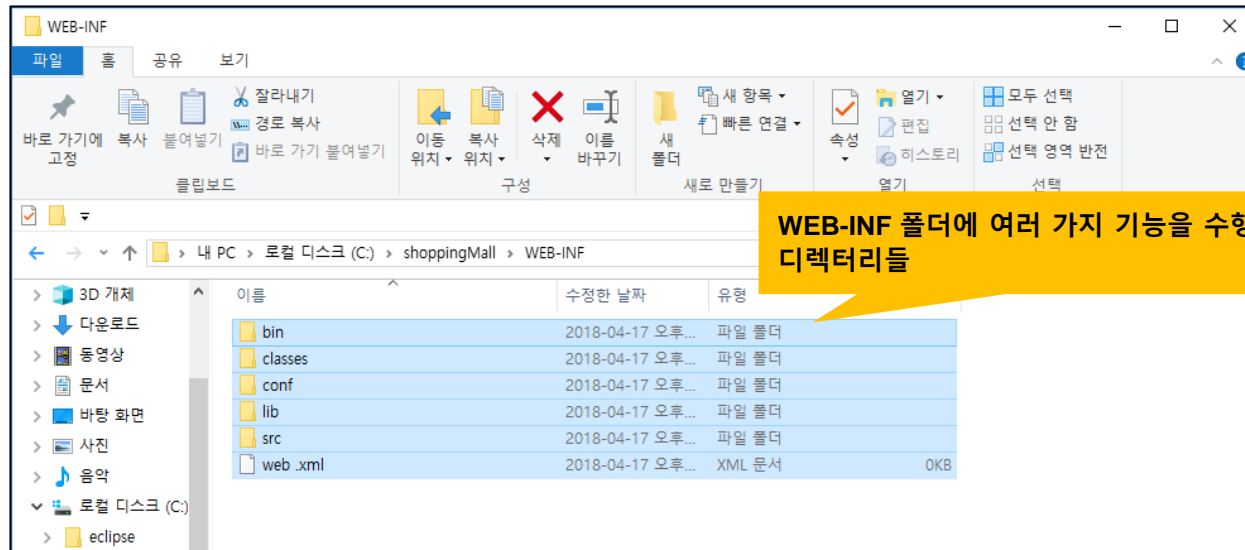 WEB-INF
파일 홈 공유 보기
바로 가기에 고정
복사
붙여넣기
잘라내기
경로 복사
바로 가기 붙여넣기
이동 위치
복사 위치
삭제
이름 바꾸기
새 폴더
새 항목
빠른 연결
속성
열기
편집
히스토리
모두 선택
선택 안 함
선택 영역 반전
클립보드 구성 새로 만들기 열기 선택
WEB-INF 폴더에 여러 가지 기능을 수행
디렉터리들
내 PC > 로컬 디스크 (C:) > shoppingMall > WEB-INF
이름 수정한 날짜 유형
3D 개체
다운로드
동영상
문서
바탕 화면
사진
음악
로컬 디스크 (C:)
eclipse
bin 2018-04-17 오후... 파일 폴더
classes 2018-04-17 오후... 파일 폴더
conf 2018-04-17 오후... 파일 폴더
lib 2018-04-17 오후... 파일 폴더
src 2018-04-17 오후... 파일 폴더
web .xml 2018-04-17 오후... XML 문서 0KB